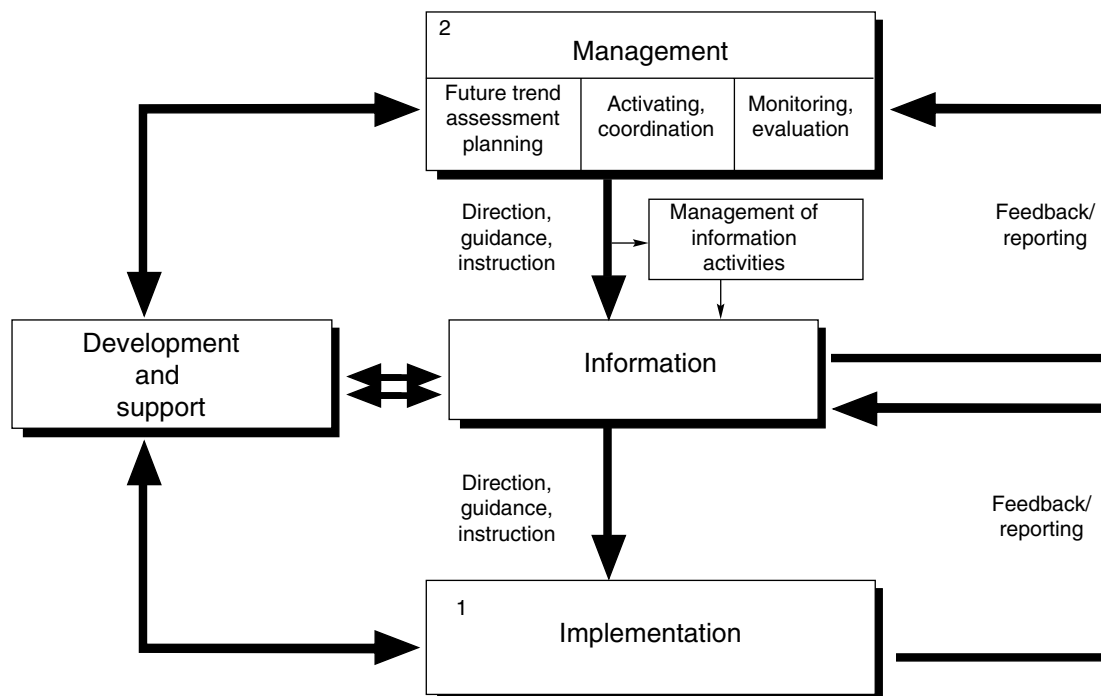 2
Management
Future trend
assessment
planning
Activating,
coordination
Monitoring,
evaluation
Direction,
guidance,
instruction
Management of
information
activities
Feedback/
reporting
Development
and
support
Information
Direction,
guidance,
instruction
Feedback/
reporting
1
Implementation